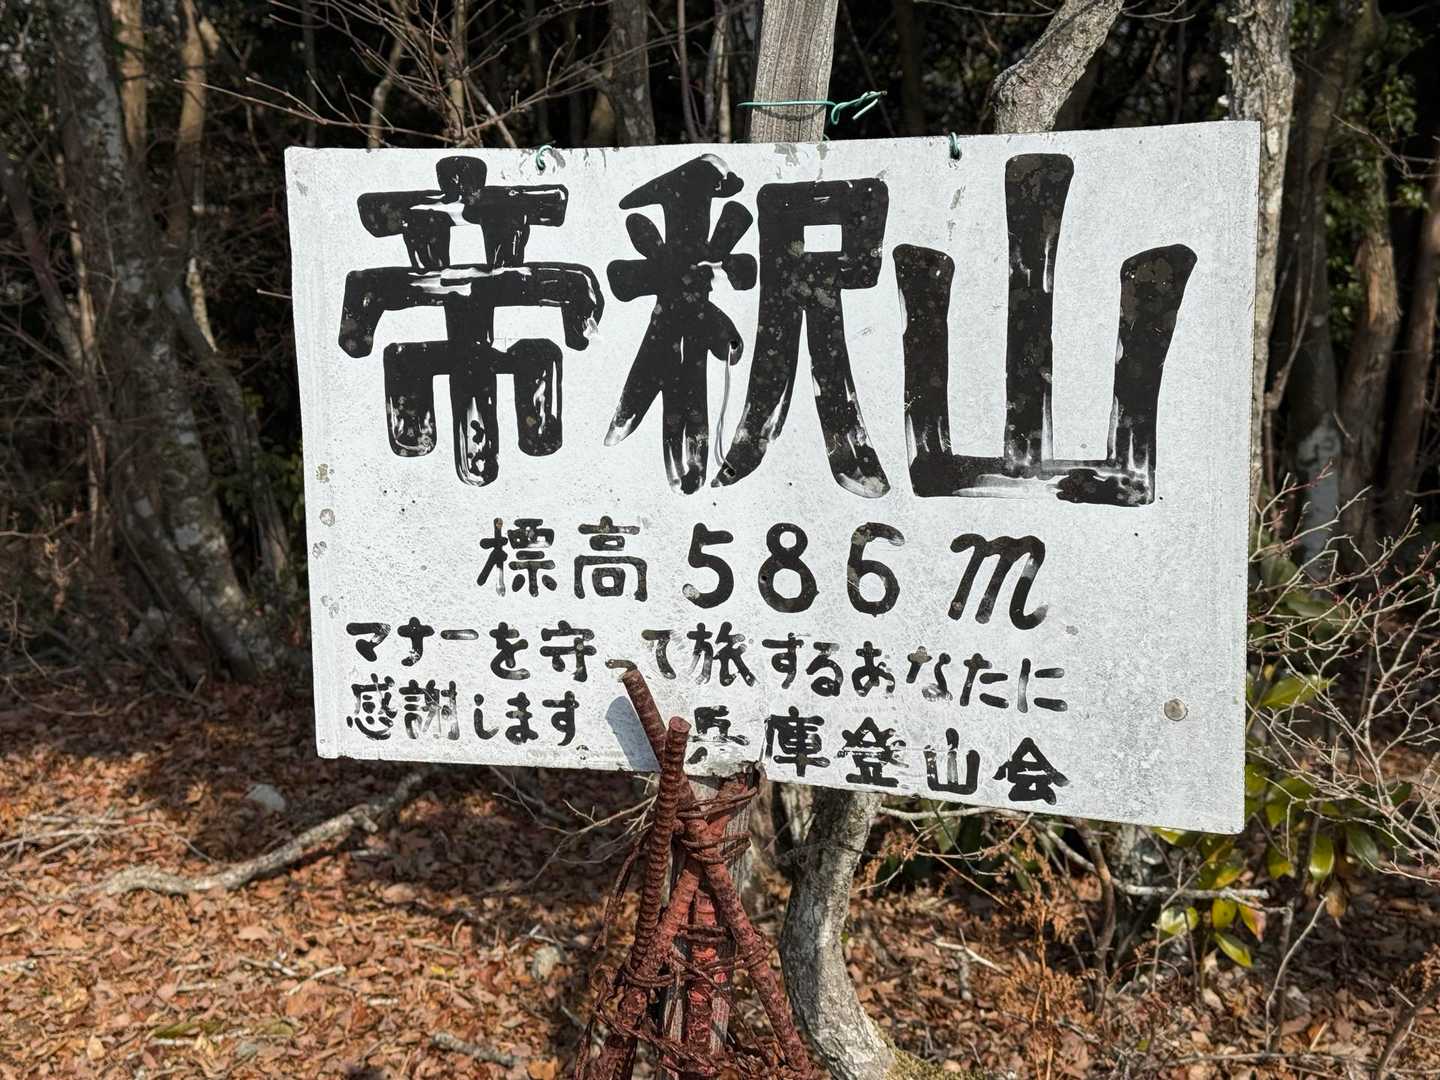 帝釈山
標高586m
マナーを守って旅するあなたに
感謝します。 兵庫登山会